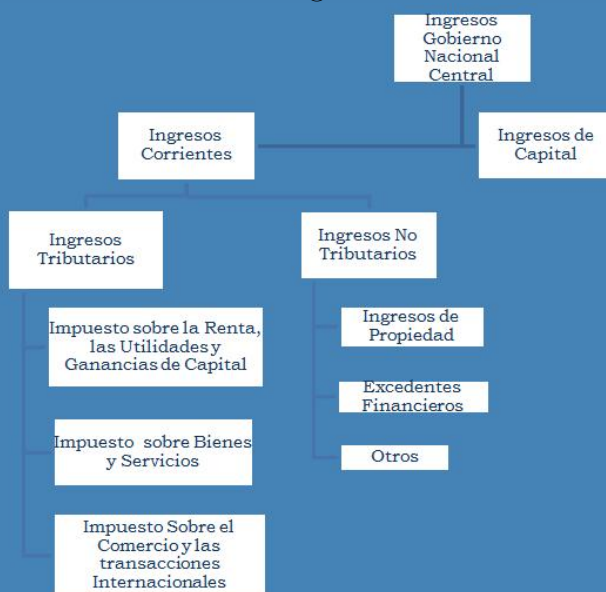 Ingresos
Gobierno
Nacional
Central
Ingresos
Corrientes
Ingresos de
Capital
Ingresos
Tributarios
Ingresos No
Tributarios
Impuesto sobre la Renta,
las Utilidades y
Ganancias de Capital
Impuesto sobre Bienes
y Servicios
Impuesto Sobre el
Comercio y las
transacciones
Internacionales
Ingresos de
Propiedad
Excedentes
Financieros
Otros